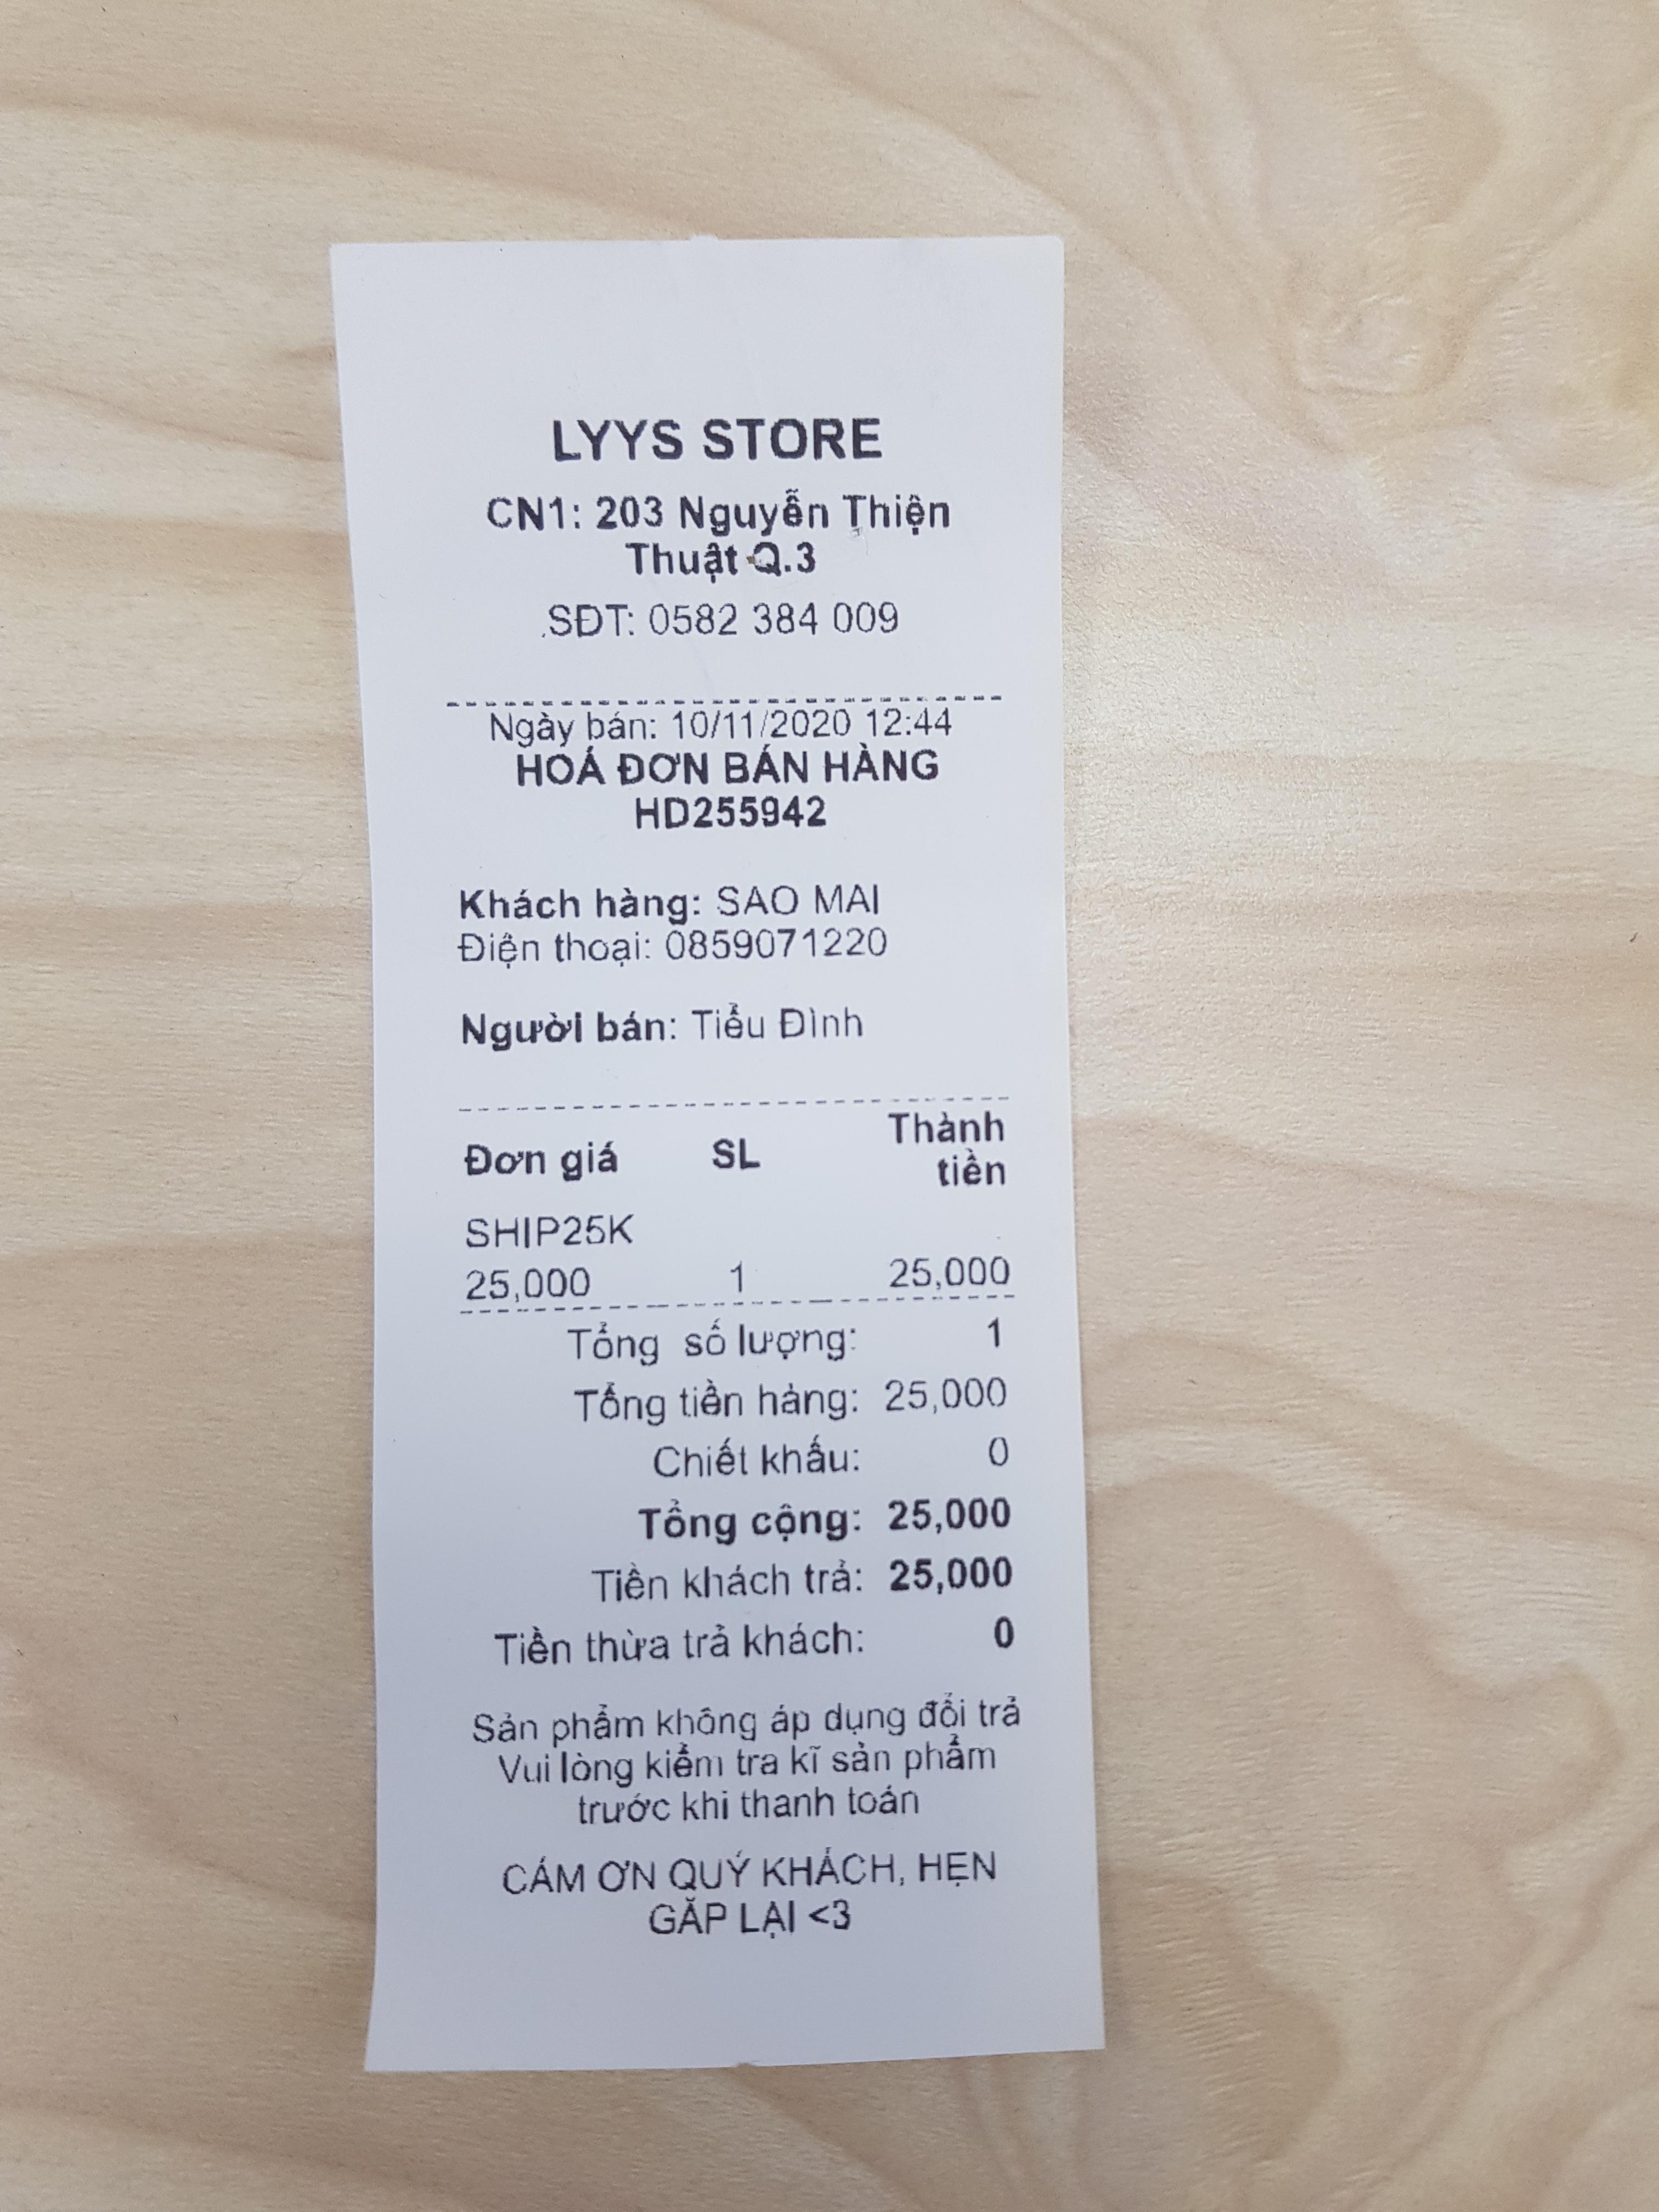 LYYS STORE
CN1: 203 Nguyễn Thiện
Thuật Q.3
SĐT: 0582 384 009
Ngày bán: 10/11/2020 12:44
HOÁ ĐƠN BÁN HÀNG
HD255942
Khách hàng: SAO MAI
Điện thoại: 0859071220
Người bán: Tiểu Đình
Đơn giá SL Thành
tiền
SHIP25K
25,000 1 25,000
Tổng số lượng: 1
Tổng tiền hàng: 25,000
Chiết khấu: 0
Tổng cộng: 25,000
Tiền khách trả: 25,000
Tiền thừa trả khách: 0
Sản phẩm không áp dụng đổi trả
Vui lòng kiểm tra kĩ sản phẩm
trước khi thanh toán
CÁM ƠN QUÝ KHÁCH, HẸN
GẶP LẠI <3